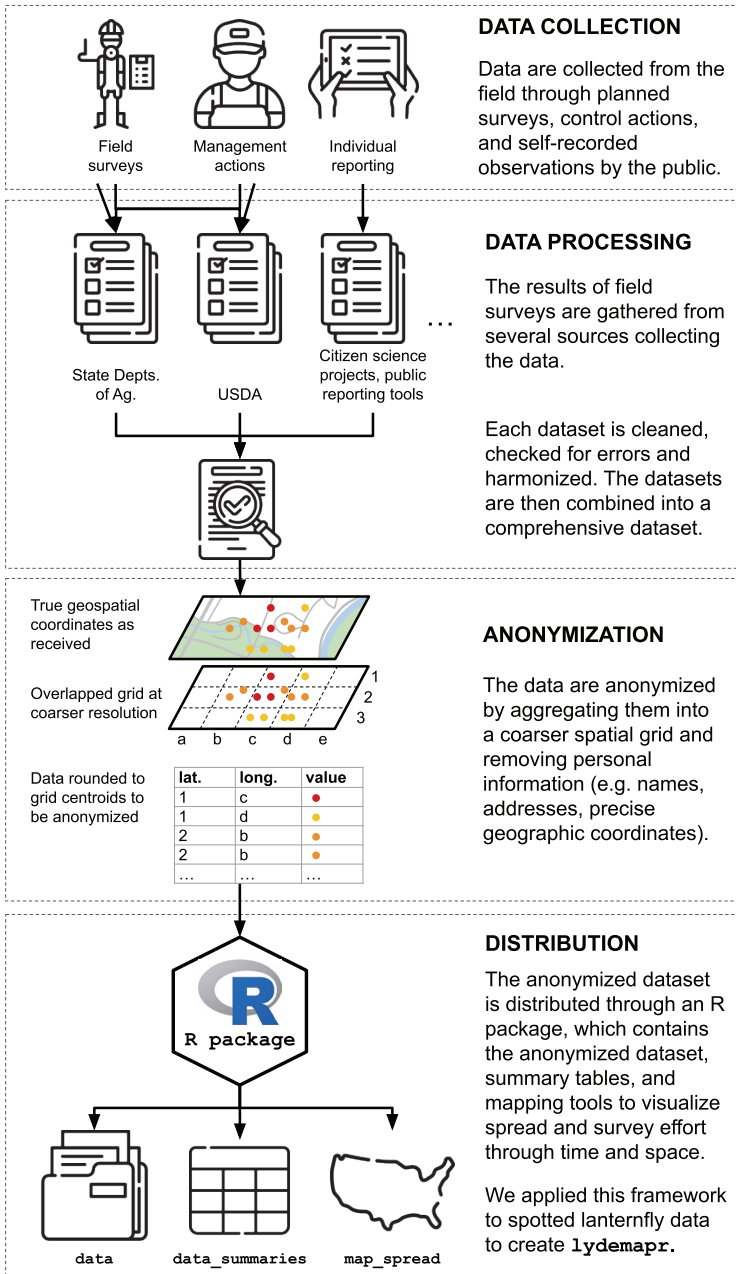 DATA COLLECTION
Data are collected from the
field through planned
surveys, control actions,
and self-recorded
observations by the public.
Field
surveys
Management
actions
Individual
reporting
DATA PROCESSING
The results of field
surveys are gathered from
several sources collecting
the data.
...
State Depts.
of Ag.
USDA
Citizen science
projects, public
reporting tools
Each dataset is cleaned,
checked for errors and
harmonized. The datasets
are then combined into a
comprehensive dataset.
True geospatial
coordinates as
received
Overlapped grid at
coarser resolution
1
2
3
a b c d e
Data rounded to
grid centroids to
be anonymized
lat. long. value
1 c
1 d
2 b
2 b
... ... ...
ANONYMIZATION
The data are anonymized
by aggregating them into
a coarser spatial grid and
removing personal
information (e.g. names,
addresses, precise
geographic coordinates).
R
R package
DISTRIBUTION
The anonymized dataset
is distributed through an R
package, which contains
the anonymized dataset,
summary tables, and
mapping tools to visualize
spread and survey effort
through time and space.
We applied this framework
to spotted lanternfly data
to create lydemapr.
data
data_summaries
map_spread